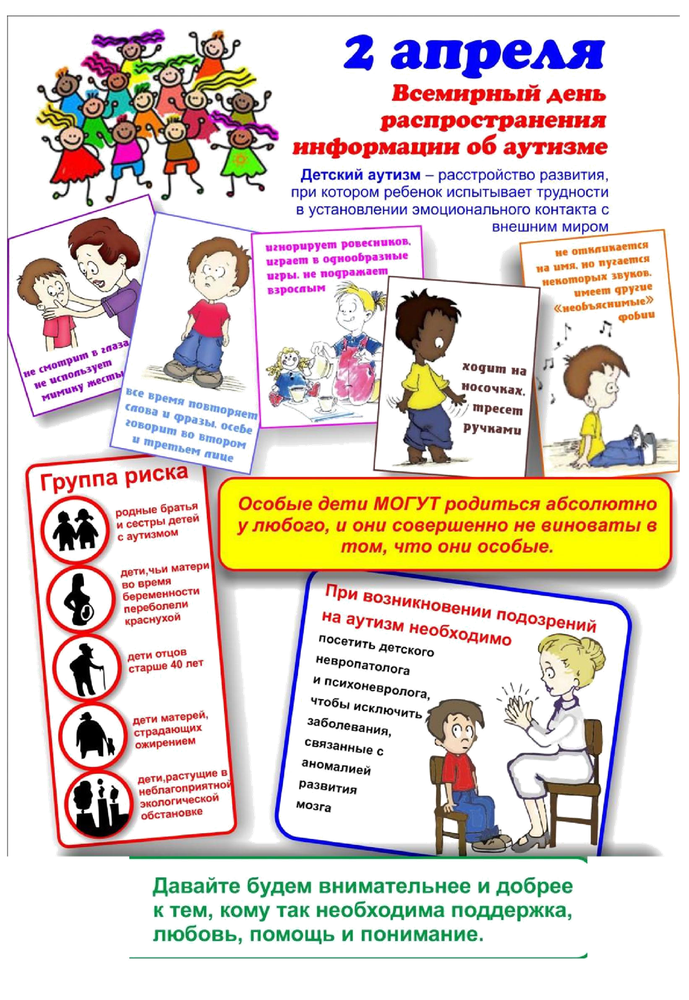 2 апреля
Всемирный день
распространения
информации об аутизме
Детский аутизм – расстройство развития,
при котором ребенок испытывает трудности
в установлении эмоционального контакта с
внешним миром
не смотрит в глаза
не использует
мимику жесты
все время повторяет
слова и фразы, осебе
говорит во втором
и третьем лице
игнорирует ровесников,
играет в однообразные
игры, не подражает
взрослым
ходит на
носочках,
тресет
ручками
не откликается
на имя, но пугается
некоторых звуков,
имеет другие
«необъяснимые»
фобии
Группа риска
родные братья
и сестры детей
с аутизмом
дети,чьи матери
во время
беременности
переболели
краснухой
дети отцов
старше 40 лет
дети матерей,
страдающих
ожирением
дети,растущие в
неблагоприятной
экологической
обстановке
Особые дети МОГУТ родиться абсолютно
у любого, и они совершенно не виноваты в
том, что они особые.
При возникновении подозрений
на аутизм необходимо
посетить детского
невропатолога
и психоневролога,
чтобы исключить
заболевания,
связанные с
аномалией
развития
мозга
Давайте будем внимательнее и добрее
к тем, кому так необходима поддержка,
любовь, помощь и понимание.